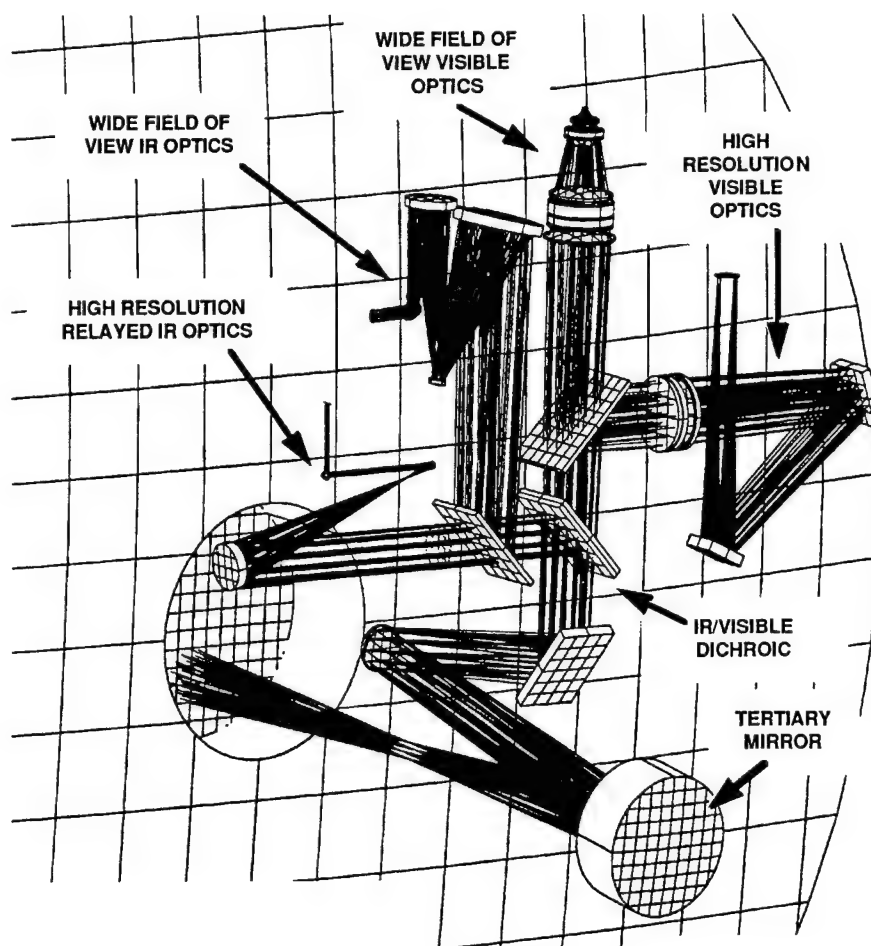 WIDE FIELD OF
VIEW VISIBLE
OPTICS
WIDE FIELD OF
VIEW IR OPTICS
HIGH
RESOLUTION
VISIBLE
OPTICS
HIGH RESOLUTION
RELAYED IR OPTICS
IR/VISIBLE
DICHROIC
TERTIARY
MIRROR